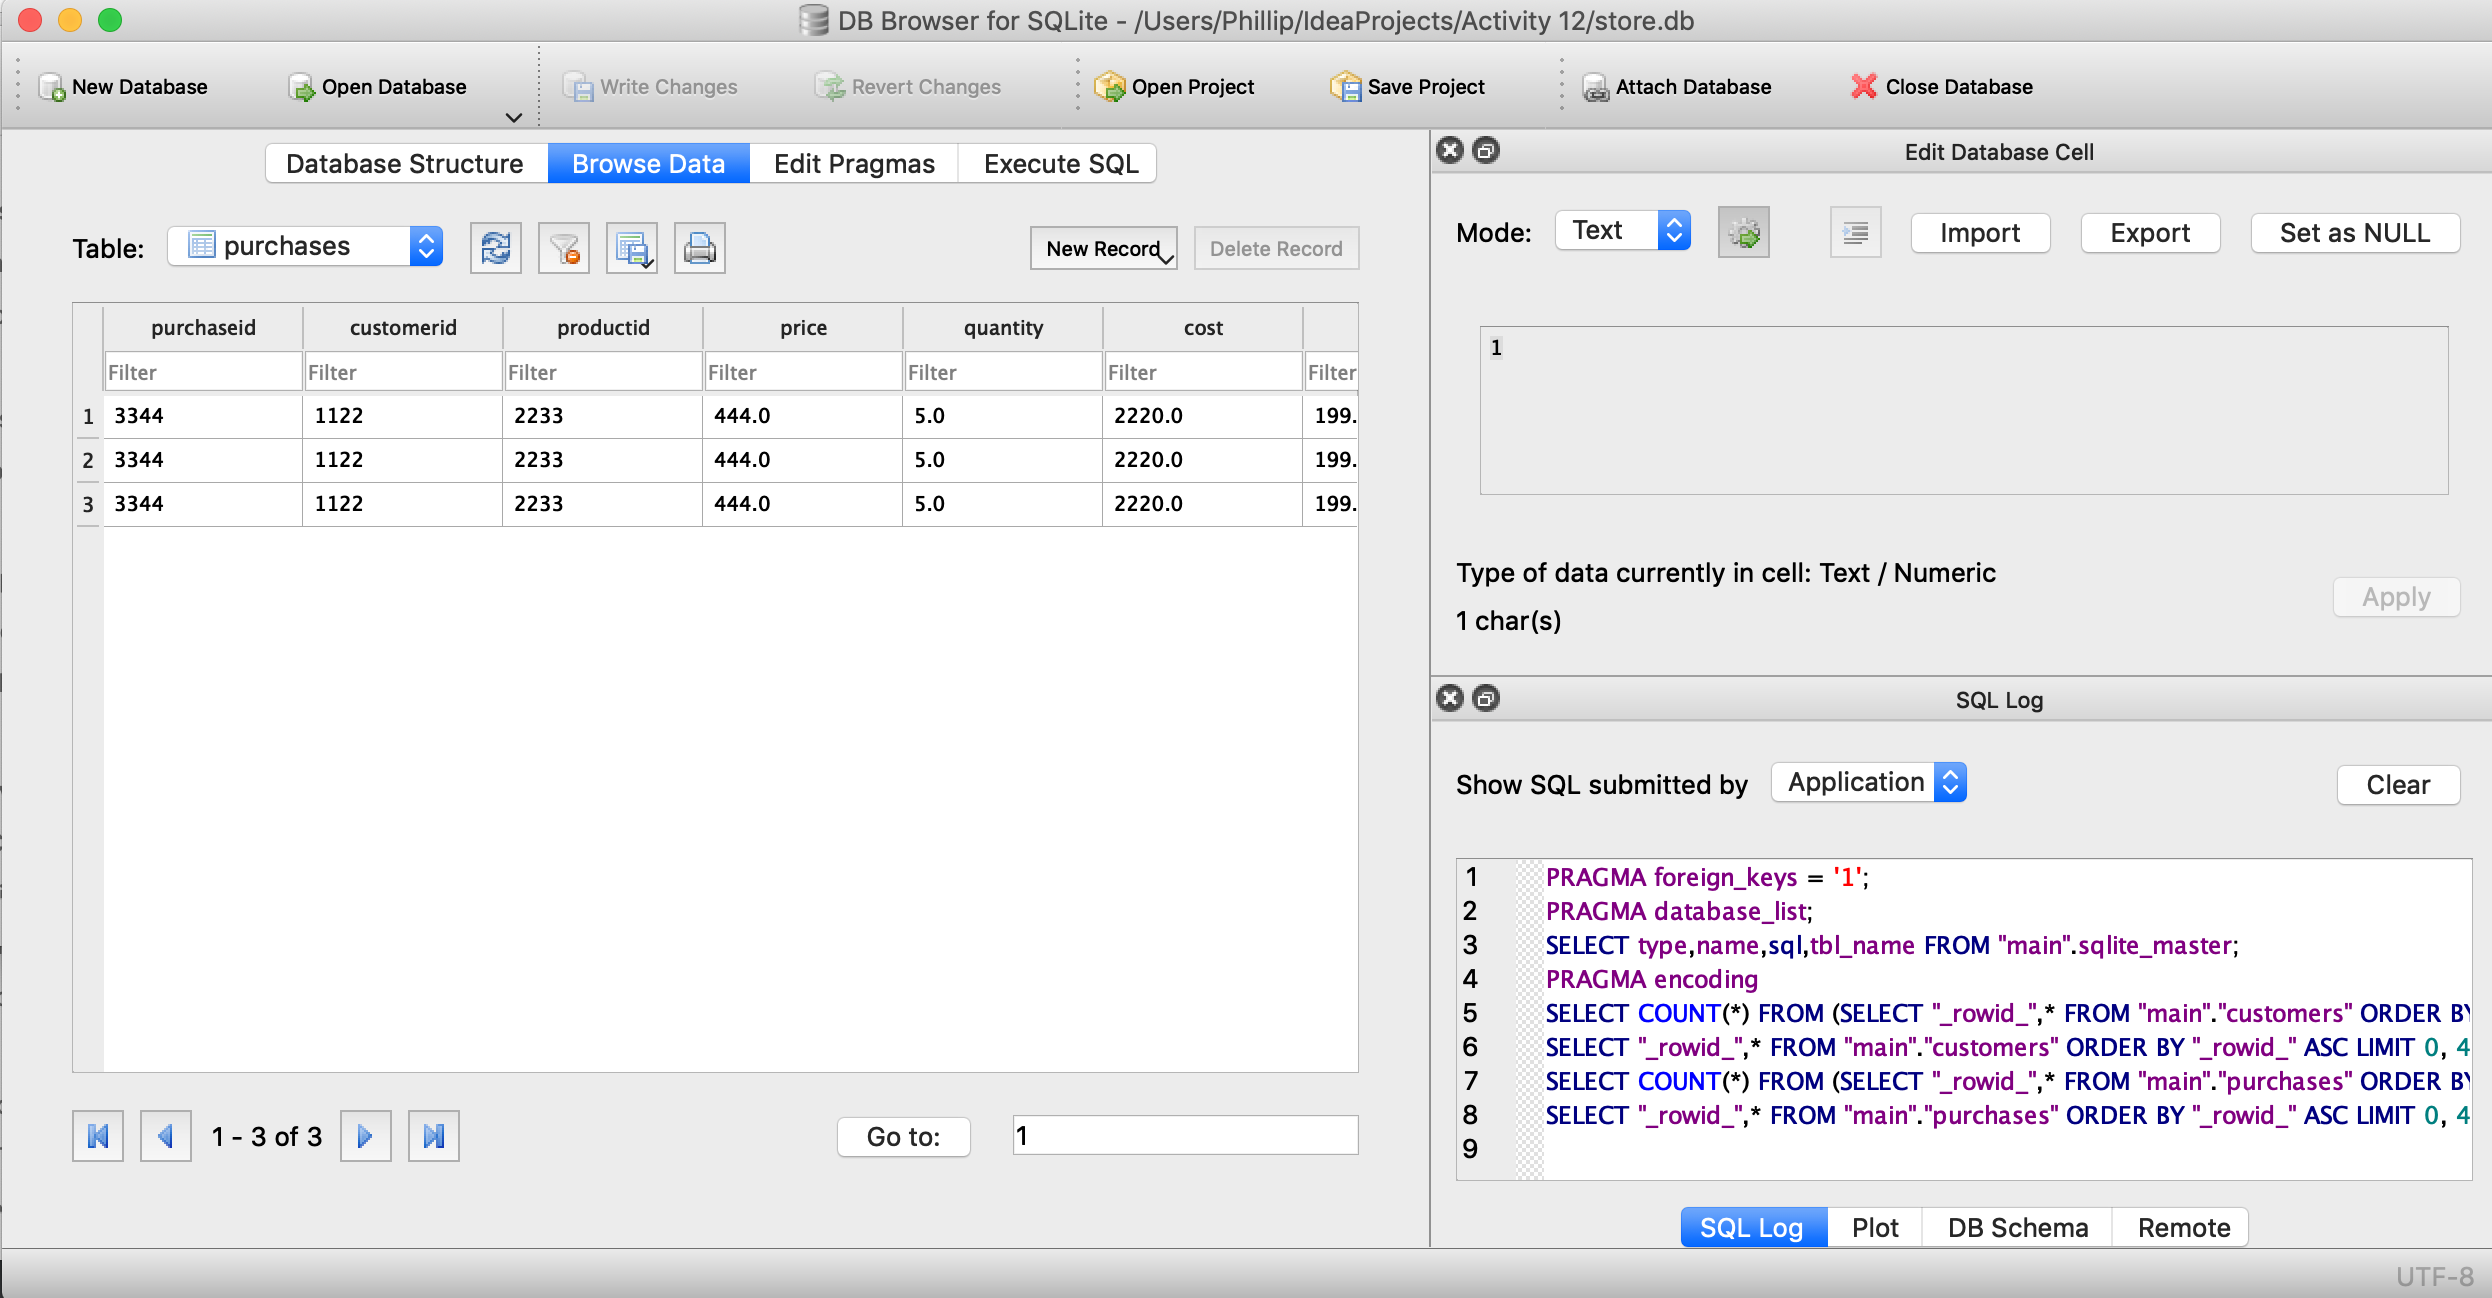 DB Browser for SQLite - /Users/Phillip/IdeaProjects/Activity 12/store.db
New Database Open Database Write Changes Revert Changes Open Project Save Project Attach Database Close Database
Database Structure Browse Data Edit Pragmas Execute SQL
Table: purchases New Record Delete Record
purchaseid customerid productid price quantity cost
Filter Filter Filter Filter Filter Filter Filter
1 3344 1122 2233 444.0 5.0 2220.0 199.
2 3344 1122 2233 444.0 5.0 2220.0 199.
3 3344 1122 2233 444.0 5.0 2220.0 199.
1 - 3 of 3 Go to: 1
Edit Database Cell
Mode: Text Import Export Set as NULL
1
Type of data currently in cell: Text / Numeric
1 char(s)
Apply
SQL Log
Show SQL submitted by Application Clear
1 PRAGMA foreign_keys = '1';
2 PRAGMA database_list;
3 SELECT type,name,sql,tbl_name FROM "main".sqlite_master;
4 PRAGMA encoding
5 SELECT COUNT(*) FROM (SELECT "_rowid_",* FROM "main"."customers" ORDER BY
6 SELECT "_rowid_",* FROM "main"."customers" ORDER BY "_rowid_" ASC LIMIT 0, 4
7 SELECT COUNT(*) FROM (SELECT "_rowid_",* FROM "main"."purchases" ORDER BY
8 SELECT "_rowid_",* FROM "main"."purchases" ORDER BY "_rowid_" ASC LIMIT 0, 4
9
SQL Log Plot DB Schema Remote
UTF-8